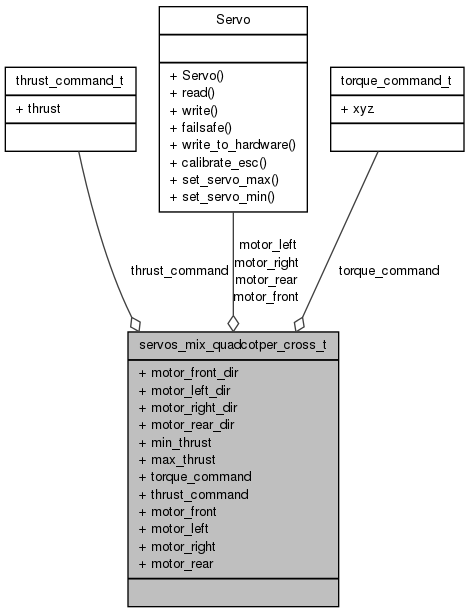 Servo
+ Servo()
+ read()
+ write()
+ failsafe()
+ write_to_hardware()
+ calibrate_esc()
+ set_servo_max()
+ set_servo_min()
thrust_command_t
+ thrust
torque_command_t
+ xyz
thrust_command
motor_left
motor_right
motor_rear
motor_front
torque_command
servos_mix_quadcotper_cross_t
+ motor_front_dir
+ motor_left_dir
+ motor_right_dir
+ motor_rear_dir
+ min_thrust
+ max_thrust
+ torque_command
+ thrust_command
+ motor_front
+ motor_left
+ motor_right
+ motor_rear